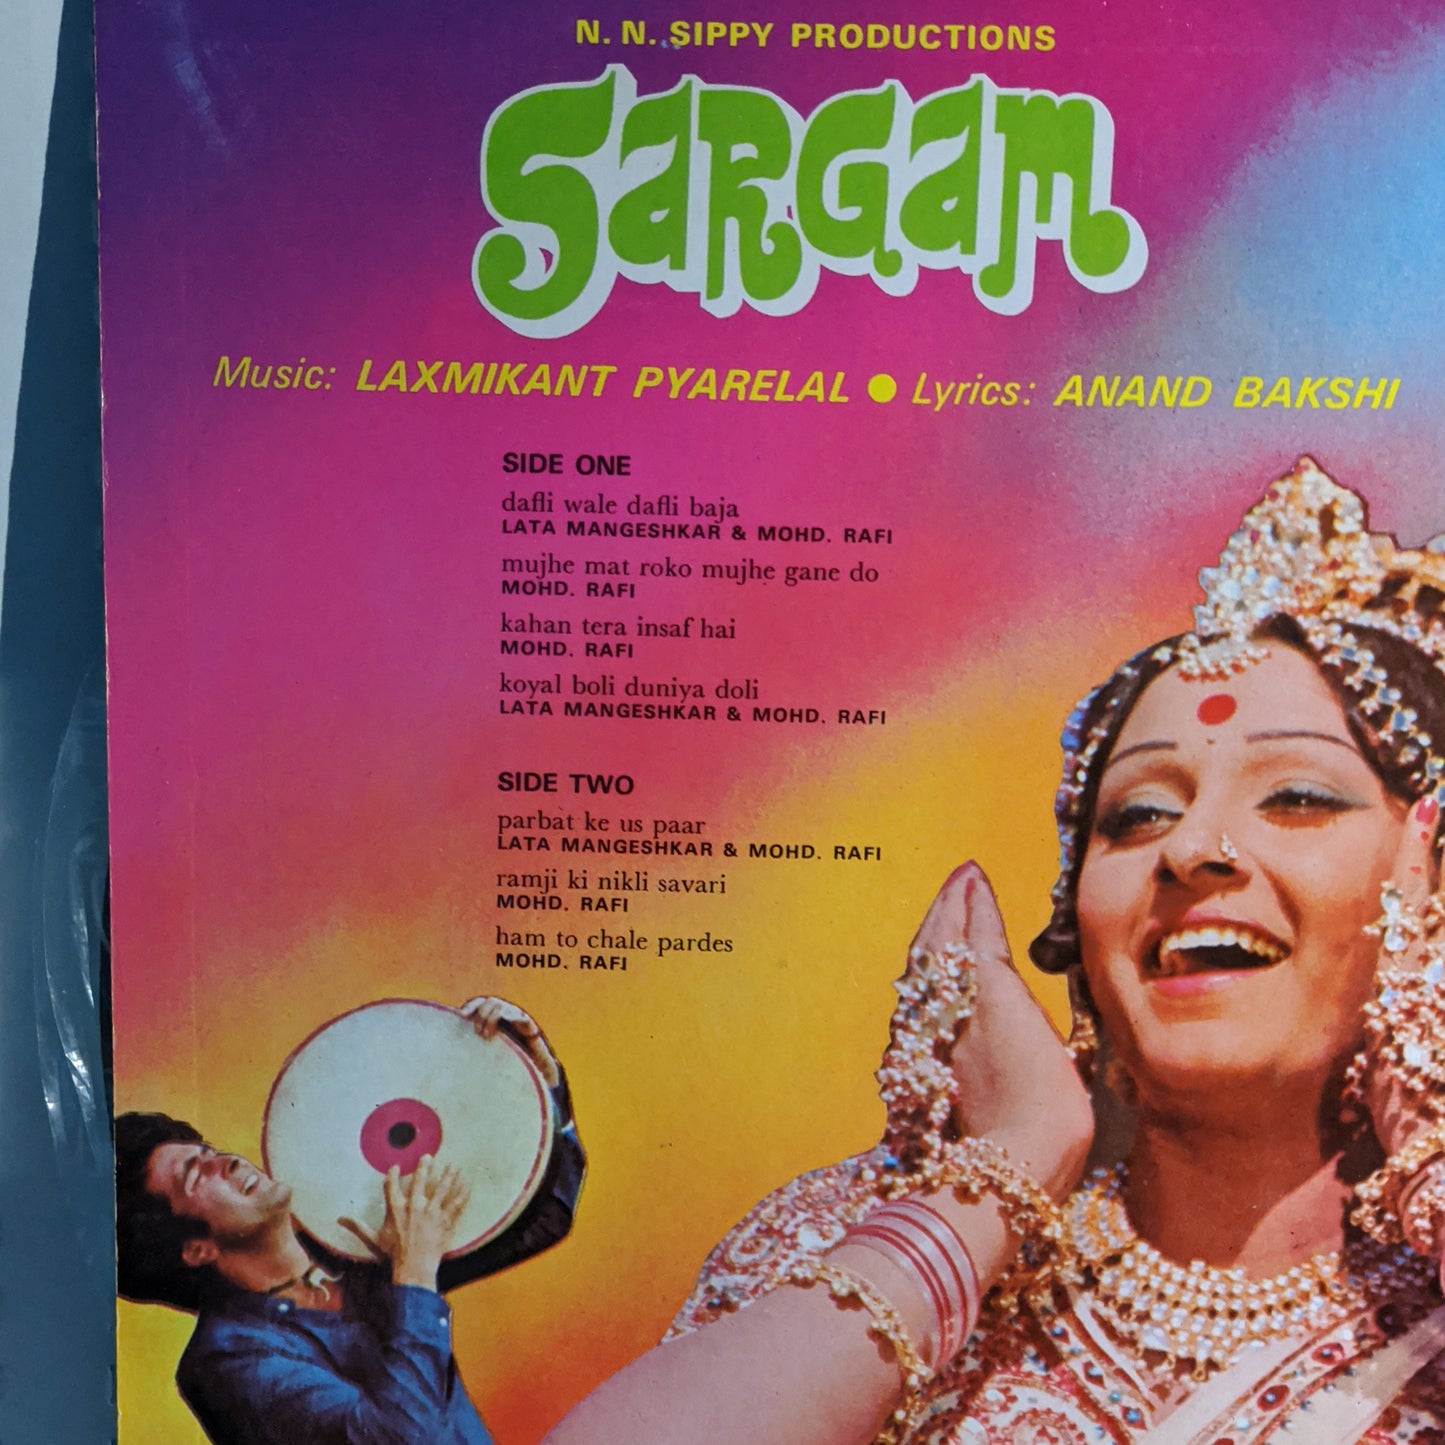 N. N. SIPPY PRODUCTIONS
SARGAM
Music: LAXMIKANT PYARELAL ● Lyrics: ANAND BAKSHI
SIDE ONE
dafli wale dafli baja
LATA MANGESHKAR & MOHD. RAFI
mujhe mat roko mujhe gane do
MOHD. RAFI
kahan tera insaf hai
MOHD. RAFI
koyal boli duniya doli
LATA MANGESHKAR & MOHD. RAFI
SIDE TWO
parbat ke us paar
LATA MANGESHKAR & MOHD. RAFI
ramji ki nikli savari
MOHD. RAFI
ham to chale pardes
MOHD. RAFI